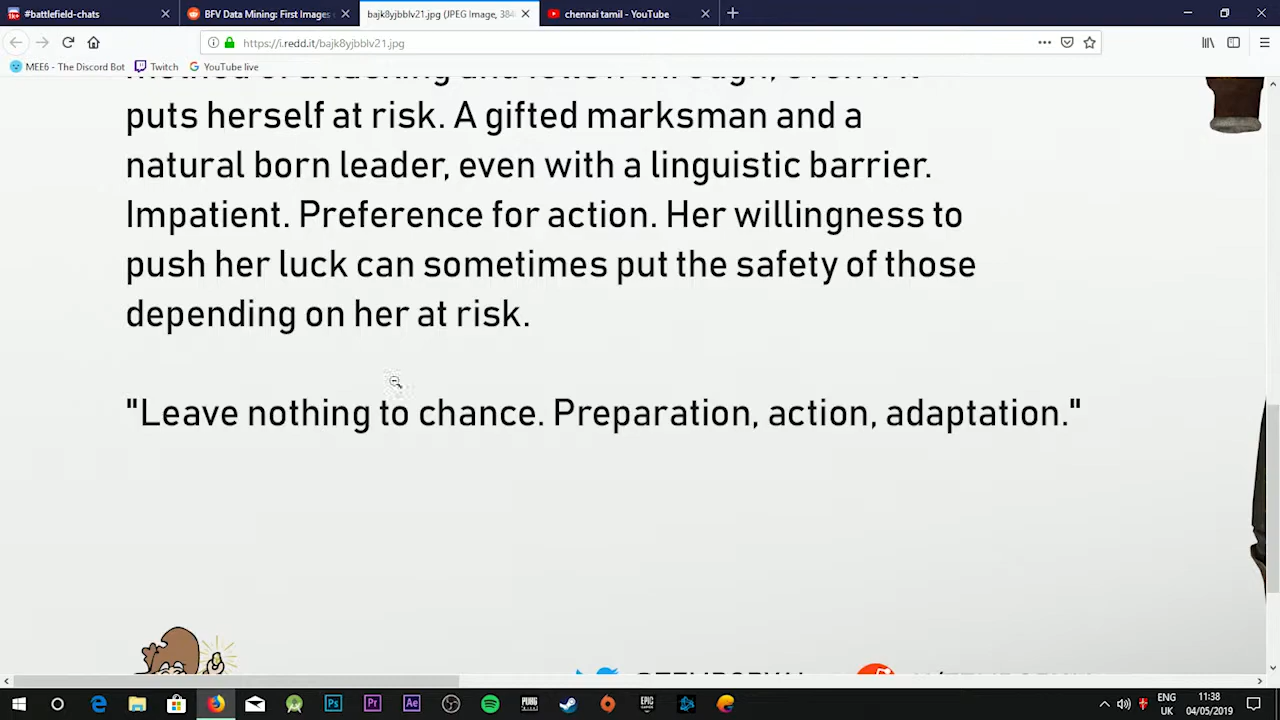 #battlefield-chats
BFV Data Mining: First Images
bajk8yjbblv21.jpg (JPEG Image, 384
chennai tamil - YouTube
https://i.redd.it/bajk8yjbblv21.jpg
MEE6 - The Discord Bot
Twitch
YouTube live
puts herself at risk. A gifted marksman and a
natural born leader, even with a linguistic barrier.
Impatient. Preference for action. Her willingness to
push her luck can sometimes put the safety of those
depending on her at risk.
"Leave nothing to chance. Preparation, action, adaptation."
ENG
UK
11:38
04/05/2019